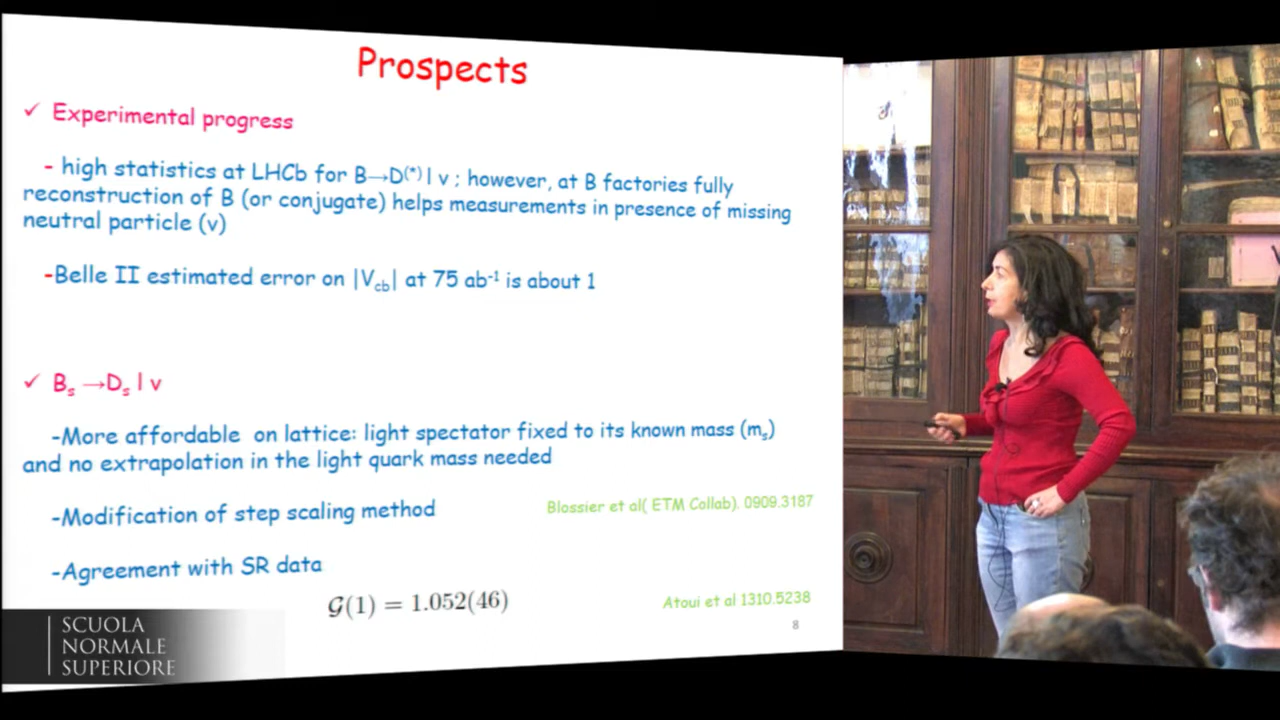 Prospects
✓ Experimental progress
- high statistics at LHCb for B→D(*) l ν ; however, at B factories fully
reconstruction of B (or conjugate) helps measurements in presence of missing
neutral particle (ν)
-Belle II estimated error on |Vcb| at 75 ab-1 is about 1
✓ Bs →Ds l ν
-More affordable on lattice: light spectator fixed to its known mass (ms)
and no extrapolation in the light quark mass needed
-Modification of step scaling method
Blossier et al( ETM Collab). 0909.3187
-Agreement with SR data
G(1) = 1.052(46)
Atoui et al 1310.5238
8
SCUOLA
NORMALE
SUPERIORE